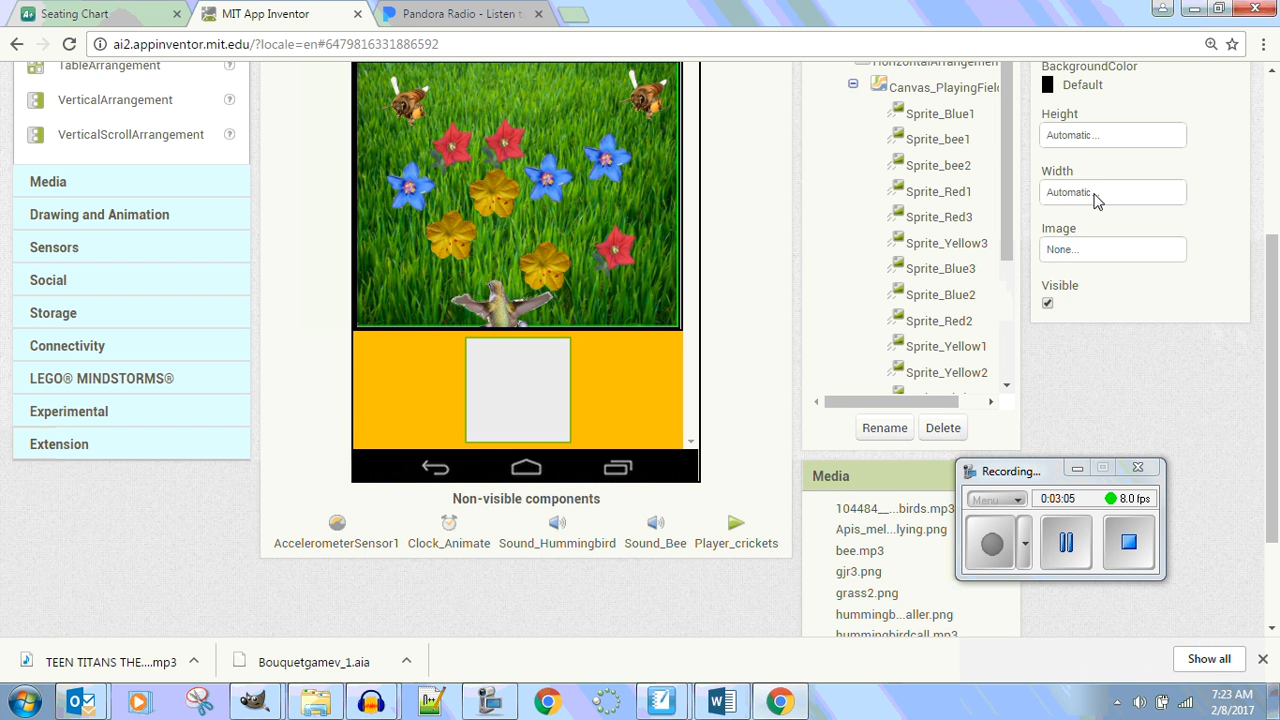 Seating Chart
MIT App Inventor
Pandora Radio - Listen t
ai2.appinventor.mit.edu/?locale=en#6479816331886592
TableArrangement
VerticalArrangement
VerticalScrollArrangement
Media
Drawing and Animation
Sensors
Social
Storage
Connectivity
LEGO® MINDSTORMS®
Experimental
Extension
Non-visible components
AccelerometerSensor1
Clock_Animate
Sound_Hummingbird
Sound_Bee
Player_crickets
HorizontalArrangemen
Canvas_PlayingFiel
Sprite_Blue1
Sprite_bee1
Sprite_bee2
Sprite_Red1
Sprite_Red3
Sprite_Yellow3
Sprite_Blue3
Sprite_Blue2
Sprite_Red2
Sprite_Yellow1
Sprite_Yellow2
Rename
Delete
Media
104484__...birds.mp3
Apis_mel...lying.png
bee.mp3
gjr3.png
grass2.png
hummingb...aller.png
hummingbirdcall.mp3
BackgroundColor
Default
Height
Automatic...
Width
Automatic
Image
None...
Visible
Recording...
Menu
0:03:05
8.0 fps
TEEN TITANS THE....mp3
Bouquetgamev_1.aia
Show all
7:23 AM
2/8/2017